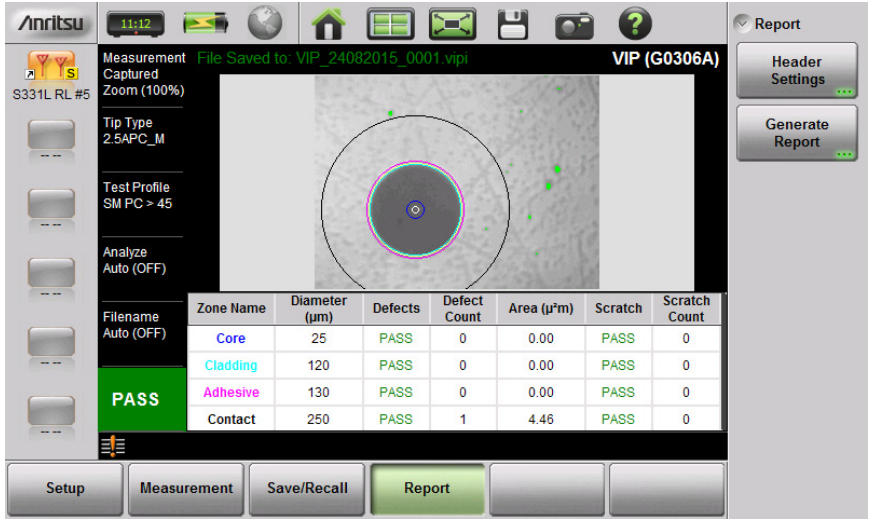 Anritsu
11:12
?
Report
S
S331L RL #5
Measurement
Captured
Zoom (100%)
File Saved to: VIP_24082015_0001.vipi
VIP (G0306A)
Header
Settings
Generate
Report
-- --
Tip Type
2.5APC_M
-- --
Test Profile
SM PC > 45
-- --
Analyze
Auto (OFF)
-- --
Filename
Auto (OFF)
-- --
PASS
Zone Name Diameter (µm) Defects Defect Count Area (µ²m) Scratch Scratch Count
Core 25 PASS 0 0.00 PASS 0
Cladding 120 PASS 0 0.00 PASS 0
Adhesive 130 PASS 0 0.00 PASS 0
Contact 250 PASS 1 4.46 PASS 0
Setup Measurement Save/Recall Report